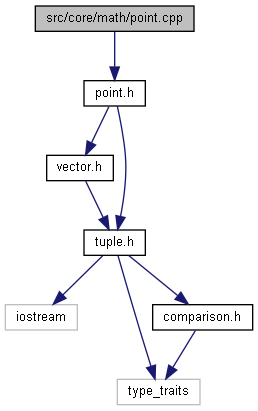 src/core/math/point.cpp
point.h
vector.h
tuple.h
iostream
comparison.h
type_traits